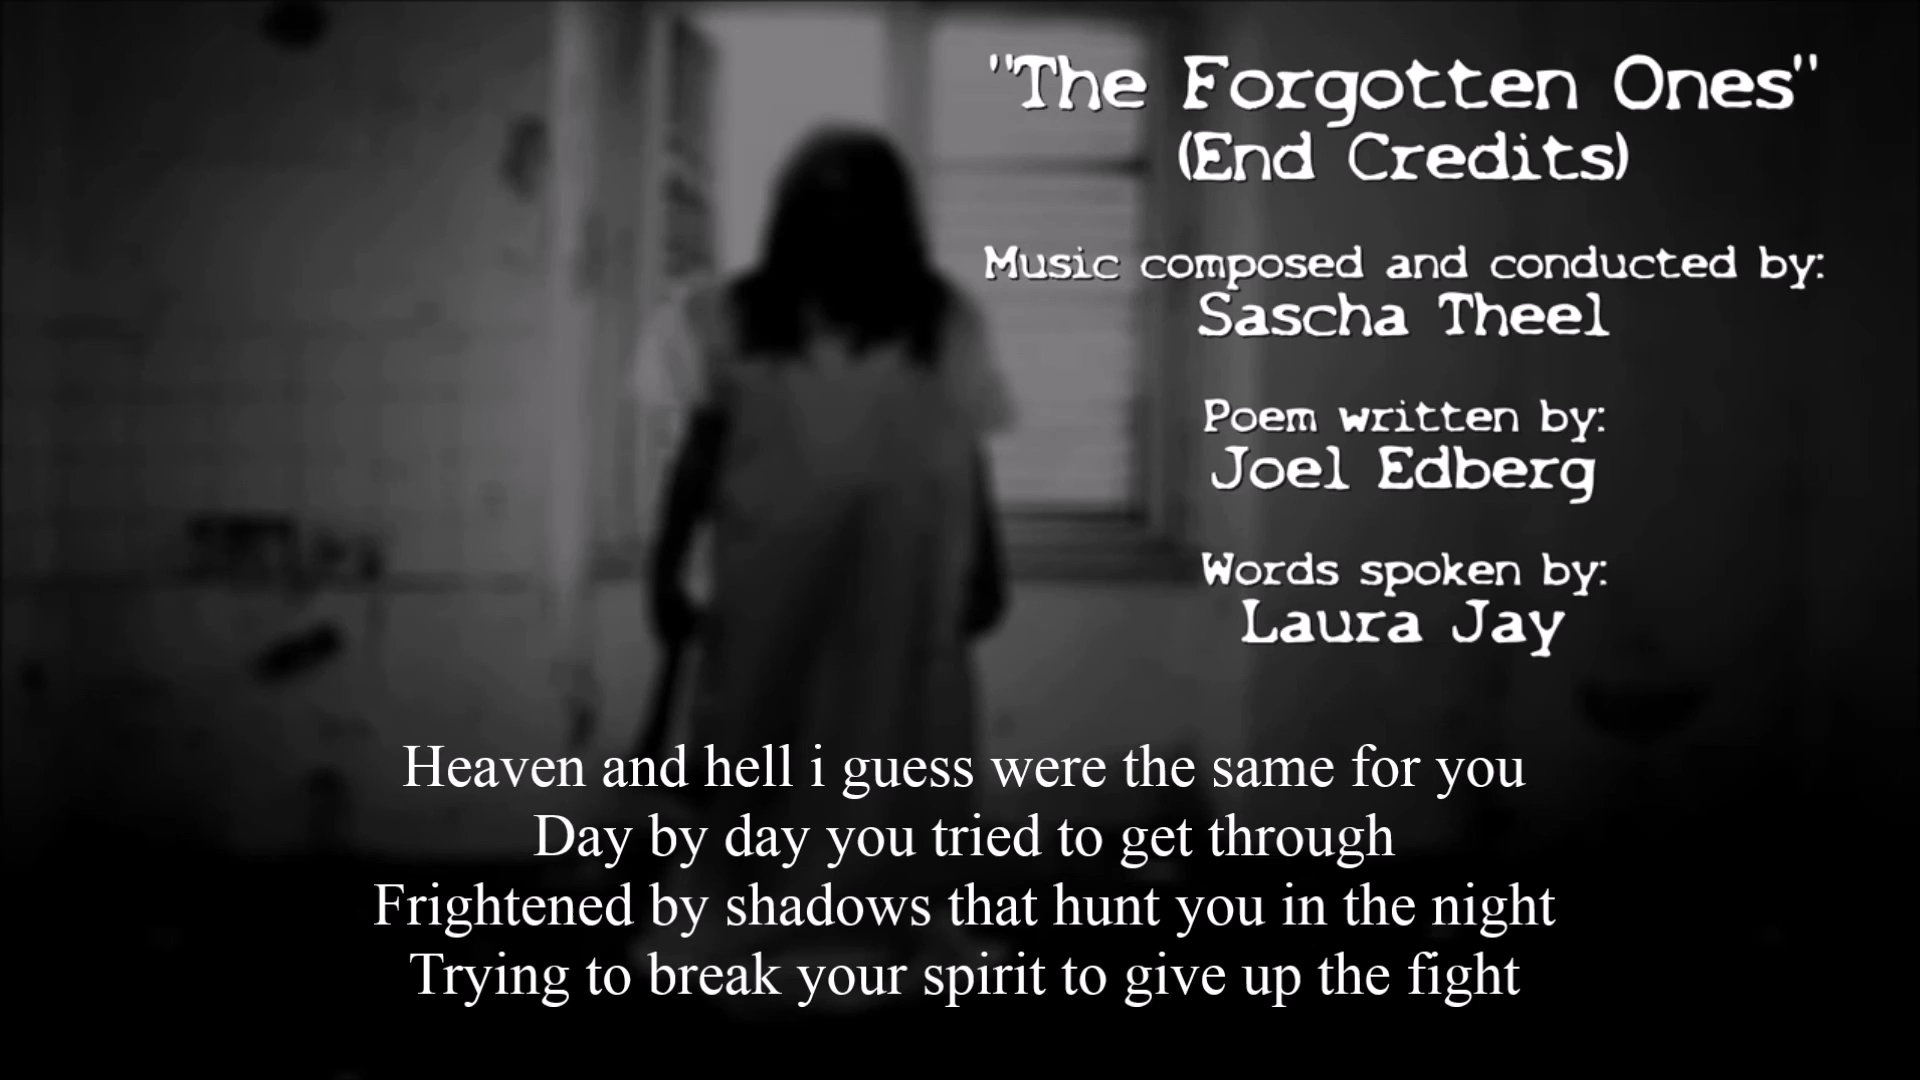 "The Forgotten Ones"
(End Credits)
Music composed and conducted by:
Sascha Theel
Poem written by:
Joel Edberg
Words spoken by:
Laura Jay
Heaven and hell i guess were the same for you
Day by day you tried to get through
Frightened by shadows that hunt you in the night
Trying to break your spirit to give up the fight